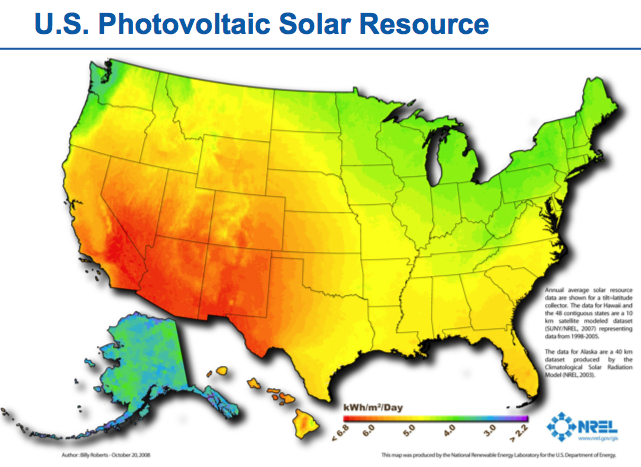 U.S. Photovoltaic Solar Resource
Annual average solar resource
data are shown for a tilt=latitude
collector. The data for Hawaii and
the 48 contiguous states are a 10
km satellite modeled dataset
(SUNY/NREL, 2007) representing
data from 1998-2005.
The data for Alaska are a 40 km
dataset produced by the
Climatological Solar Radiation
Model (NREL, 2003).
kWh/m²/Day
< 6.8 6.0 5.0 4.0 3.0 > 2.2
NREL
www.nrel.gov/gis
Author: Billy Roberts - October 20, 2008
This map was produced by the National Renewable Energy Laboratory for the U.S. Department of Energy.